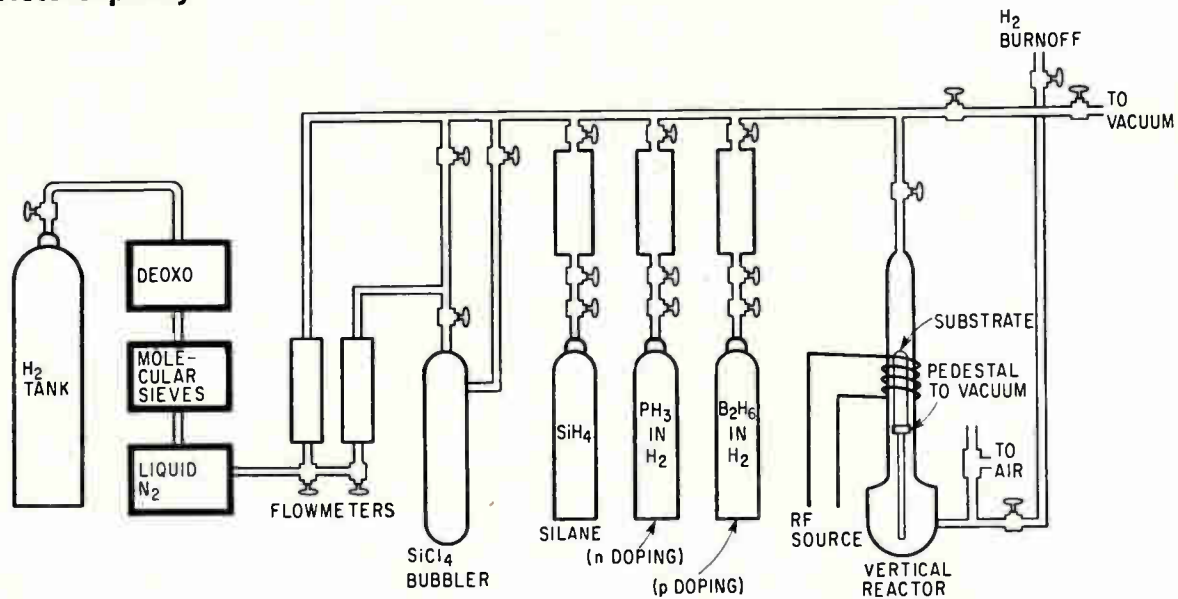 H2
BURNOFF
TO
VACUUM
DEOXO
MOLE-
CULAR
SIEVES
H2
TANK
LIQUID
N2
FLOWMETERS
SiCl4
BUBBLER
SiH4
SILANE
PH3
IN
H2
(n DOPING)
B2H6
IN
H2
(p DOPING)
SUBSTRATE
PEDESTAL
TO VACUUM
TO
AIR
RF
SOURCE
VERTICAL
REACTOR